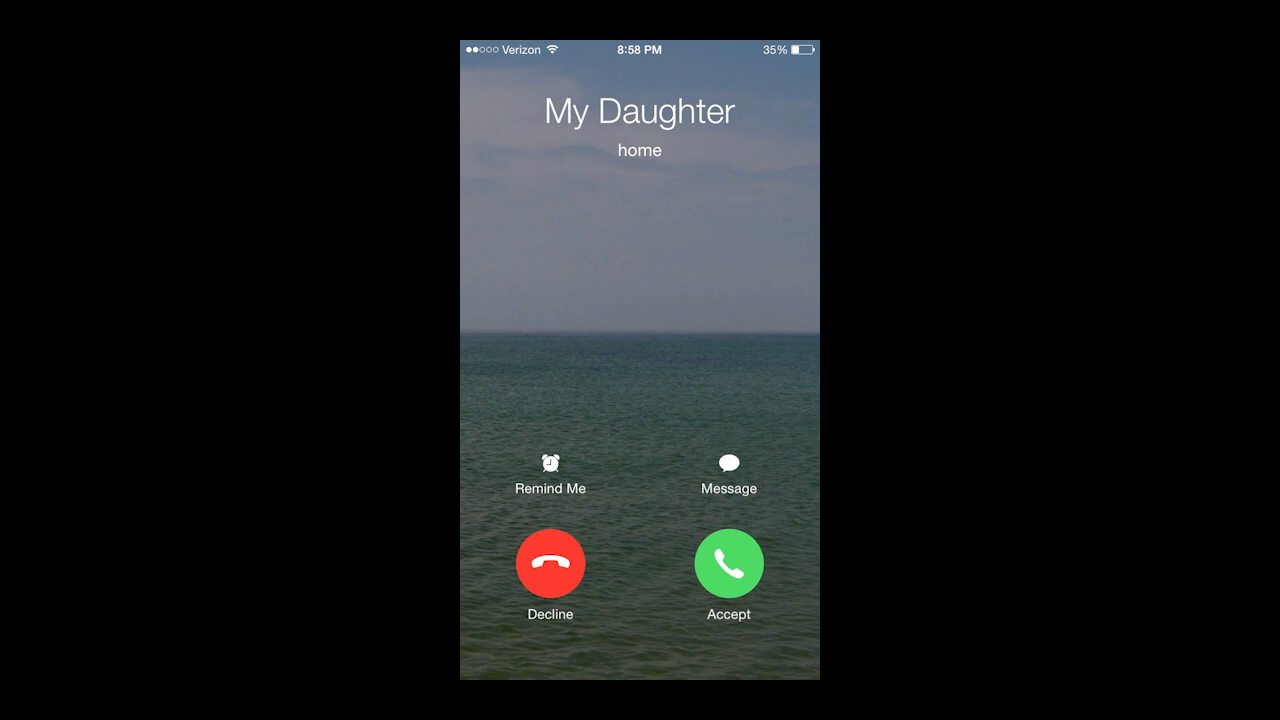 Verizon 8:58 PM 35%
My Daughter
home
Remind Me Message
Decline Accept